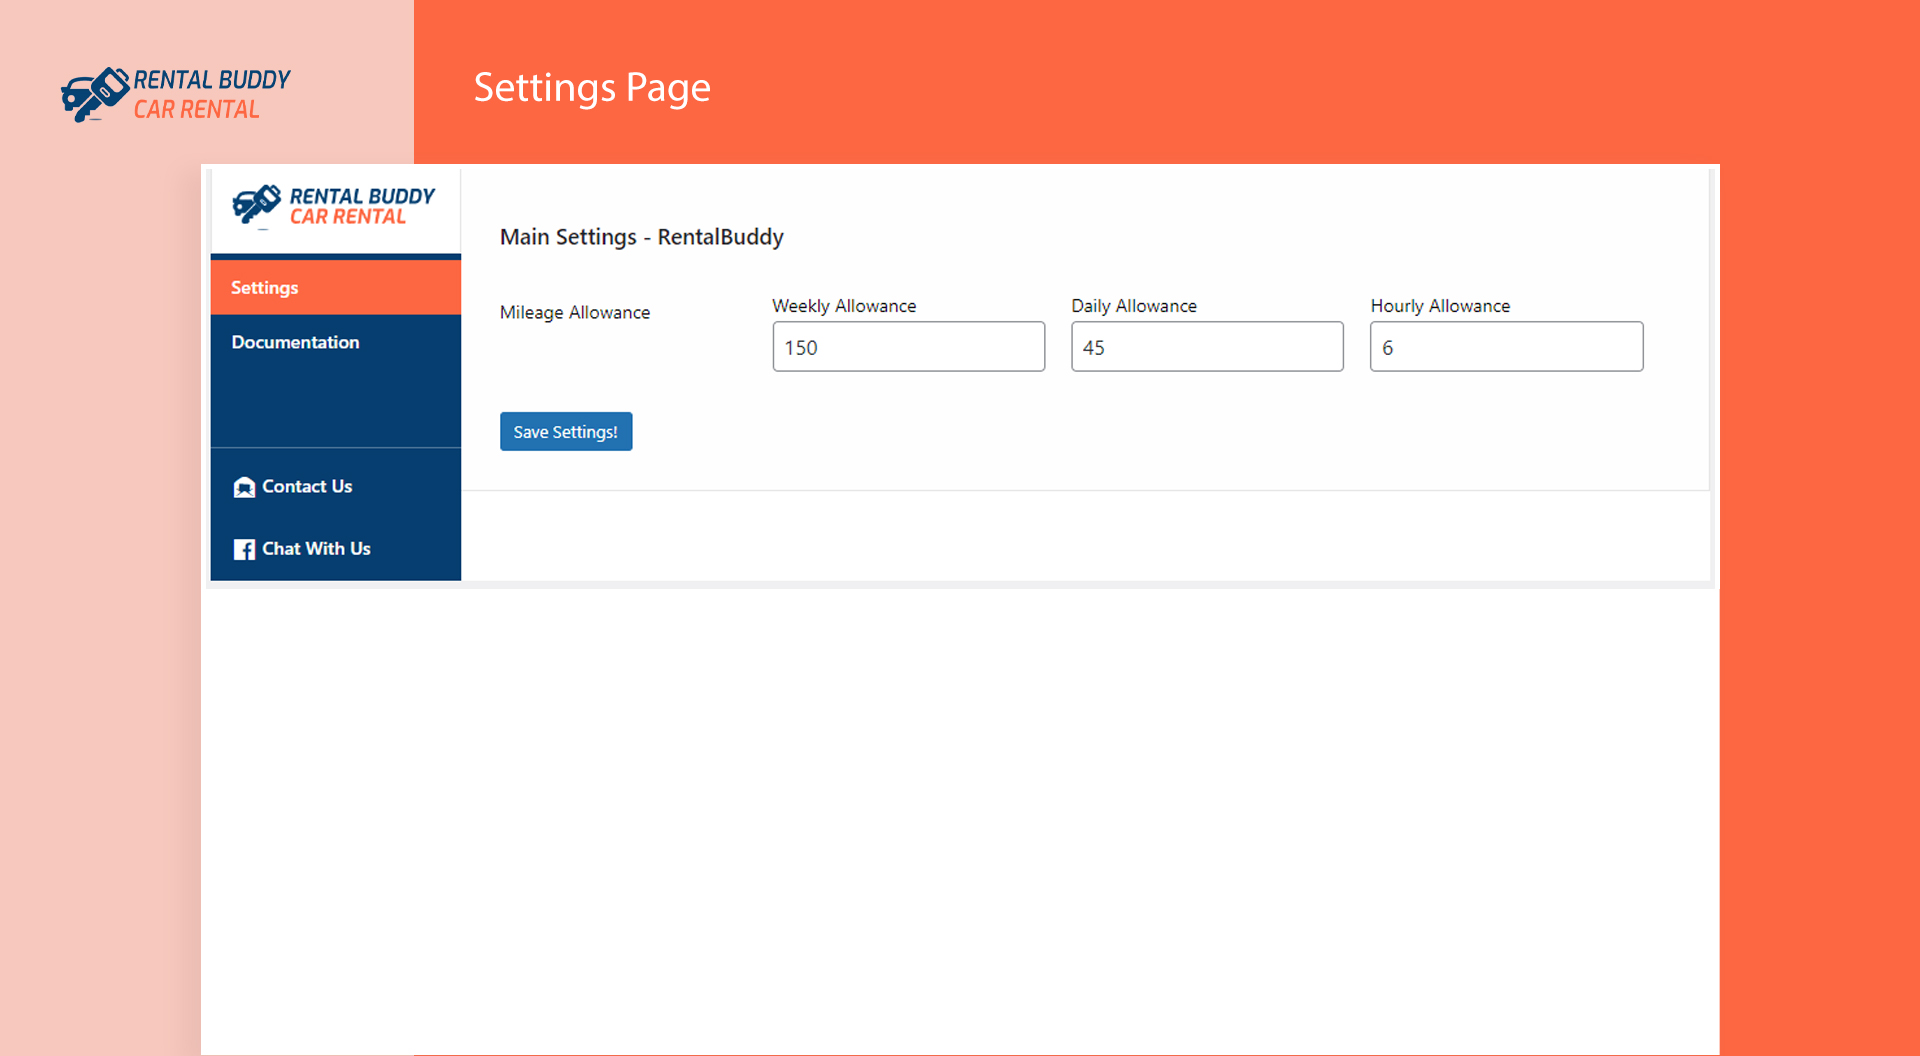 RENTAL BUDDY
CAR RENTAL
Settings Page
RENTAL BUDDY
CAR RENTAL
Settings
Documentation
Contact Us
Chat With Us
Main Settings - RentalBuddy
Mileage Allowance
Weekly Allowance
150
Daily Allowance
45
Hourly Allowance
6
Save Settings!